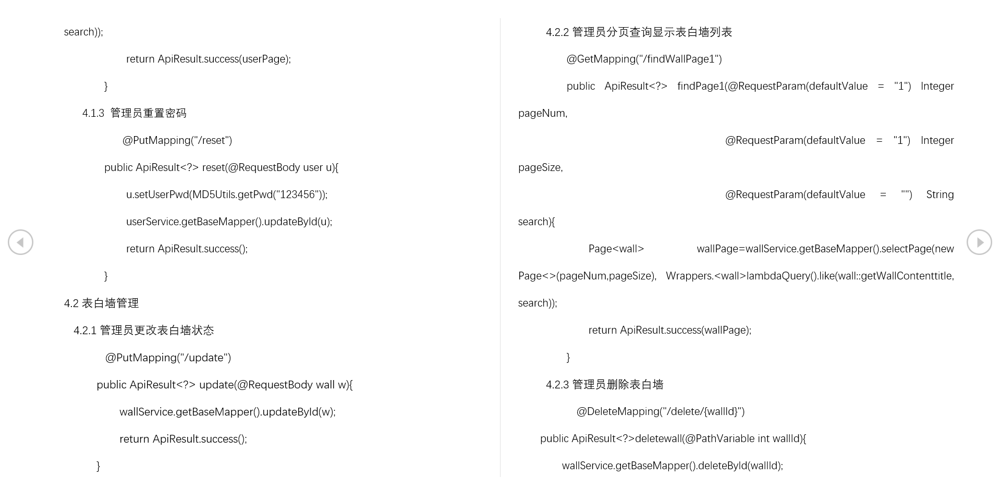 search));
return ApiResult.success(userPage);
}
4.1.3  管理员重置密码
@PutMapping("/reset")
public ApiResult<?> reset(@RequestBody user u){
u.setUserPwd(MD5Utils.getPwd("123456"));
userService.getBaseMapper().updateById(u);
return ApiResult.success();
}
4.2 表白墙管理
4.2.1 管理员更改表白墙状态
@PutMapping("/update")
public ApiResult<?> update(@RequestBody wall w){
wallService.getBaseMapper().updateById(w);
return ApiResult.success();
}
4.2.2 管理员分页查询显示表白墙列表
@GetMapping("/findWallPage1")
public ApiResult<?> findPage1(@RequestParam(defaultValue = "1") Integer
pageNum,
@RequestParam(defaultValue = "1") Integer
pageSize,
@RequestParam(defaultValue = "") String
search){
Page<wall> wallPage=wallService.getBaseMapper().selectPage(new
Page<>(pageNum,pageSize), Wrappers.<wall>lambdaQuery().like(wall::getWallContenttitle,
search));
return ApiResult.success(wallPage);
}
4.2.3 管理员删除表白墙
@DeleteMapping("/delete/{wallId}")
public ApiResult<?>deletewall(@PathVariable int wallId){
wallService.getBaseMapper().deleteById(wallId);